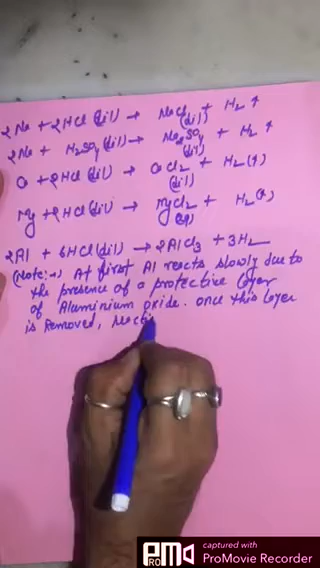 2Na + 2HCl (dil) → NaCl + H2 ↑
(dil)
2Na + H2SO4 (dil) → Na2SO4 + H2 ↑
(dil)
Ca + 2HCl (dil) → CaCl2 + H2(↑)
(dil)
Mg + 2HCl (dil) → MgCl2 + H2(↑)
(aq)
2Al + 6HCl (dil) → 2AlCl3 + 3H2
(Note:→) At first Al reacts slowly due to
the presence of a protective layer
of Aluminium oxide. once this layer
is Removed,
captured with
PRO M
ProMovie Recorder